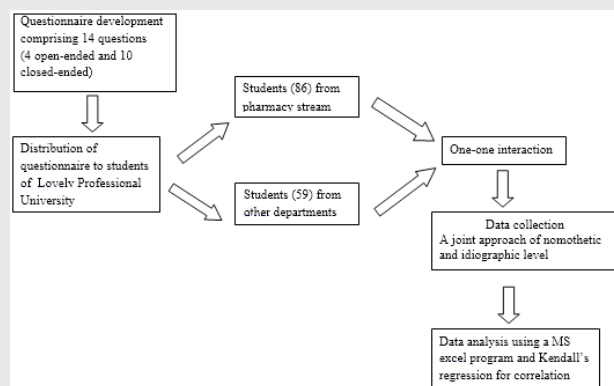 Questionnaire development
comprising 14 questions
(4 open-ended and 10
closed-ended)
Students (86) from
pharmacy stream
Distribution of
questionnaire to students
of Lovely Professional
University
One-one interaction
Students (59) from
other departments
Data collection
A joint approach of nomothetic
and idiographic level
Data analysis using a MS
excel program and Kendall's
regression for correlation